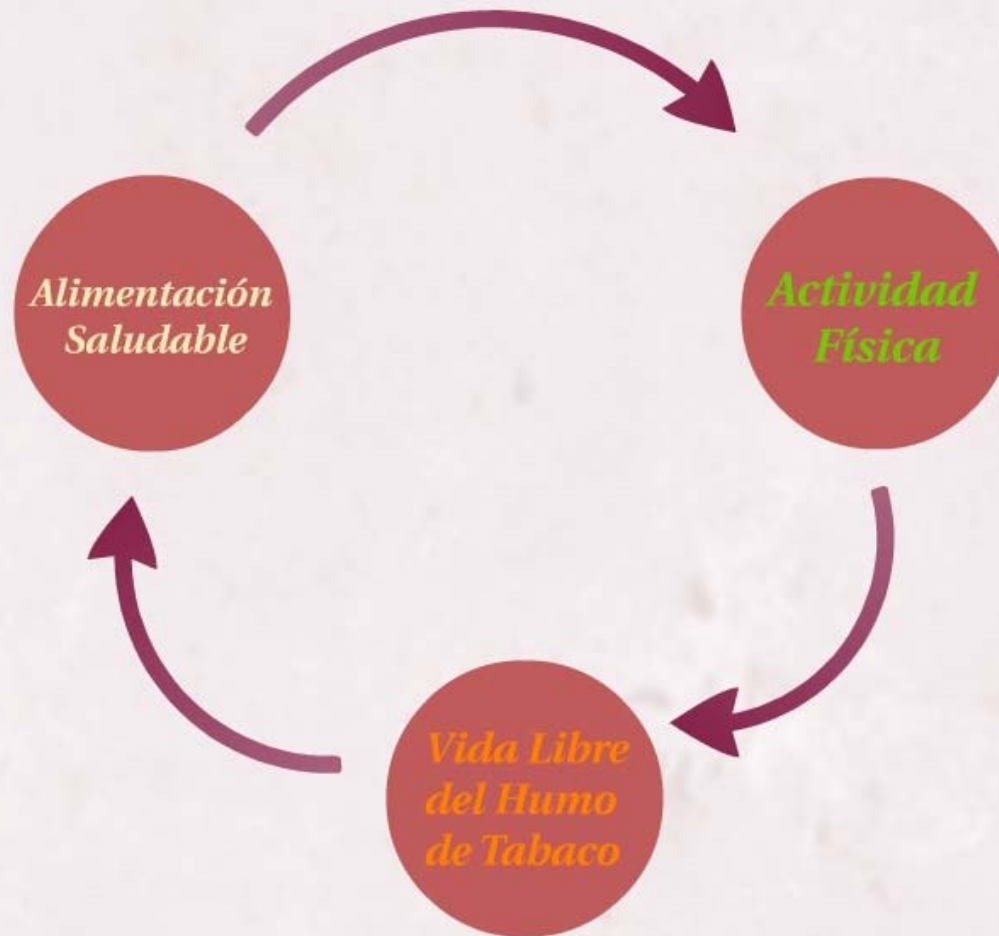 Alimentación
Saludable
Actividad
Física
Vida Libre
del Humo
de Tabaco